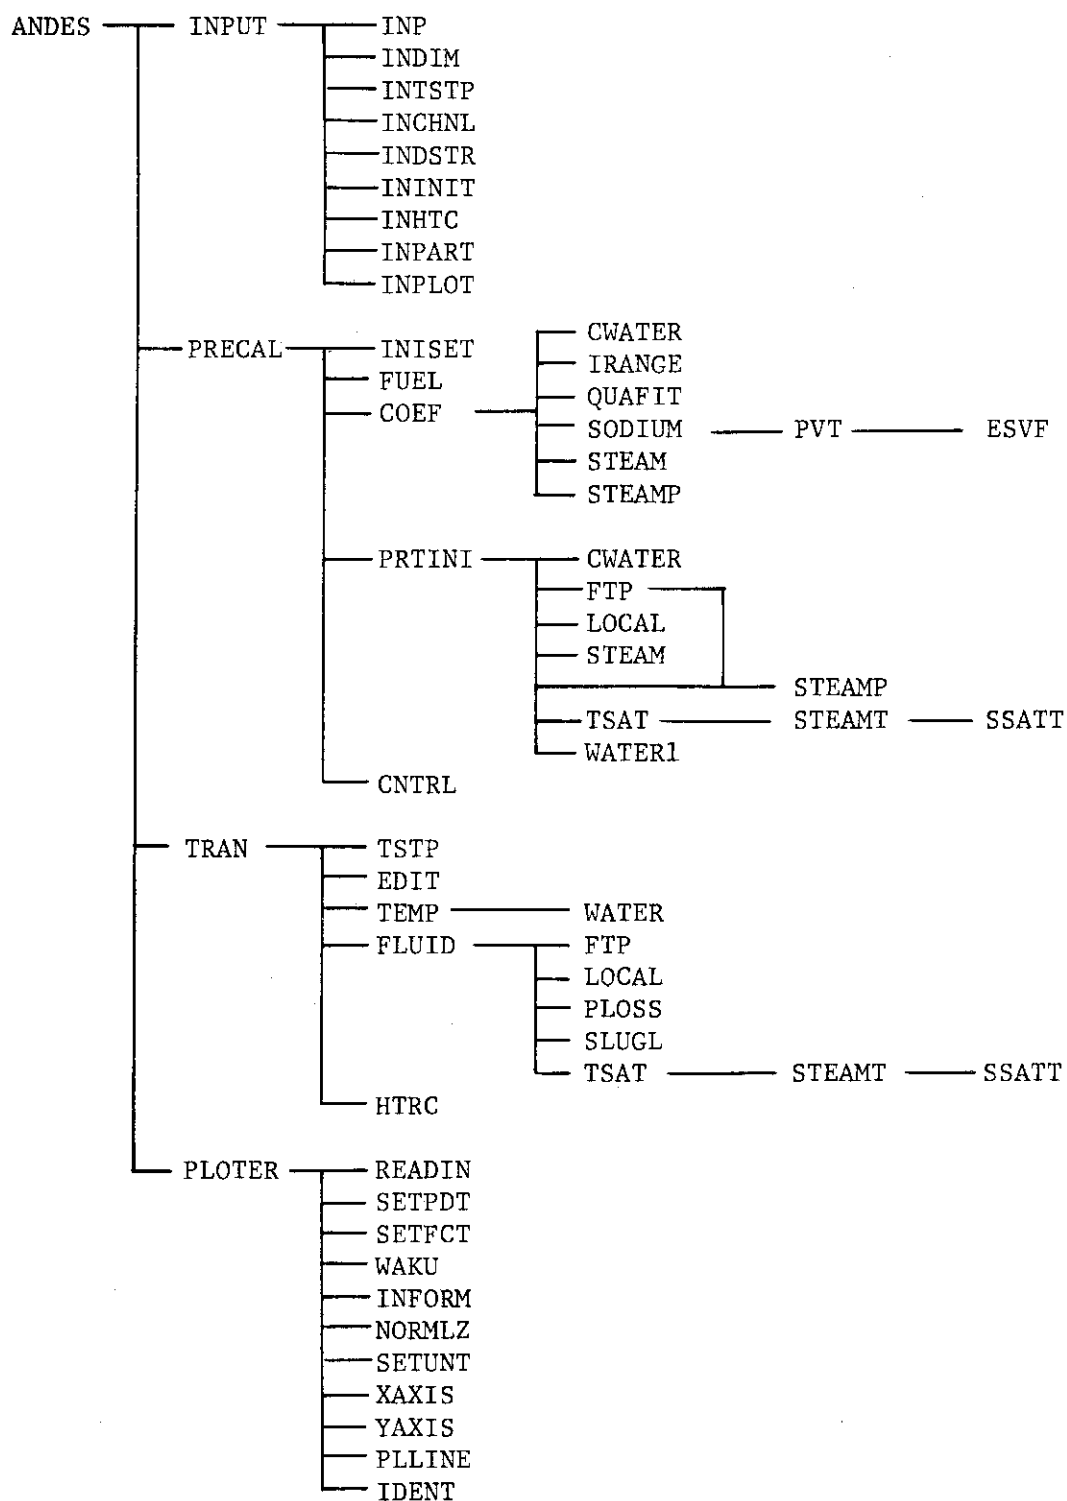 ANDES INPUT INP
INDIM
INTSTP
INCHNL
INDSTR
ININIT
INHTC
INPART
INPLOT
CWATER
PRECAL INISET
IRANGE
FUEL
QUAFIT
COEF
SODIUM PVT ESVF
STEAM
STEAMP
PRTINI CWATER
FTP
LOCAL
STEAM
STEAMP
TSAT STEAMT SSATT
WATER1
CNTRL
TRAN TSTP
EDIT
TEMP WATER
FLUID FTP
LOCAL
PLOSS
SLUGL
TSAT STEAMT SSATT
HTRC
PLOTER READIN
SETPDT
SETFCT
WAKU
INFORM
NORMLZ
SETUNT
XAXIS
YAXIS
PLLINE
IDENT